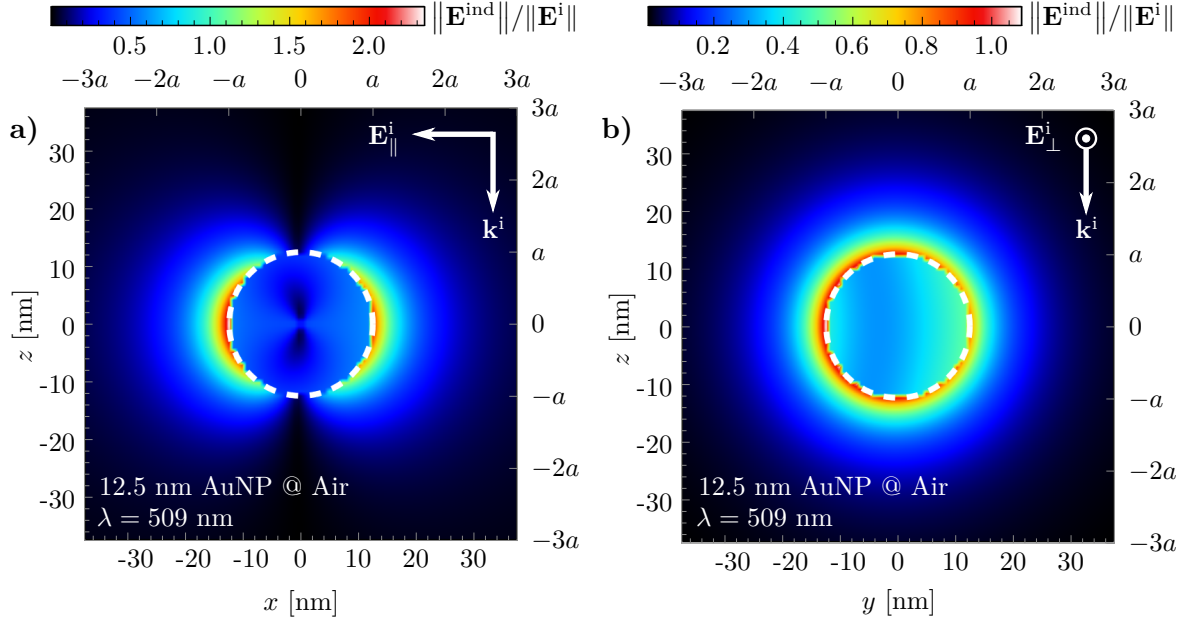 ‖E^ind‖/‖E^i‖
0.5 1.0 1.5 2.0
−3a −2a −a 0 a 2a 3a
a)
E^i_∥
k^i
3a
2a
a
0
−a
−2a
−3a
30
20
10
0
-10
-20
-30
z [nm]
12.5 nm AuNP @ Air
λ = 509 nm
-30 -20 -10 0 10 20 30
x [nm]
‖E^ind‖/‖E^i‖
0.2 0.4 0.6 0.8 1.0
−3a −2a −a 0 a 2a 3a
b)
E^i_⊥
k^i
3a
2a
a
0
−a
−2a
−3a
30
20
10
0
-10
-20
-30
z [nm]
12.5 nm AuNP @ Air
λ = 509 nm
-30 -20 -10 0 10 20 30
y [nm]